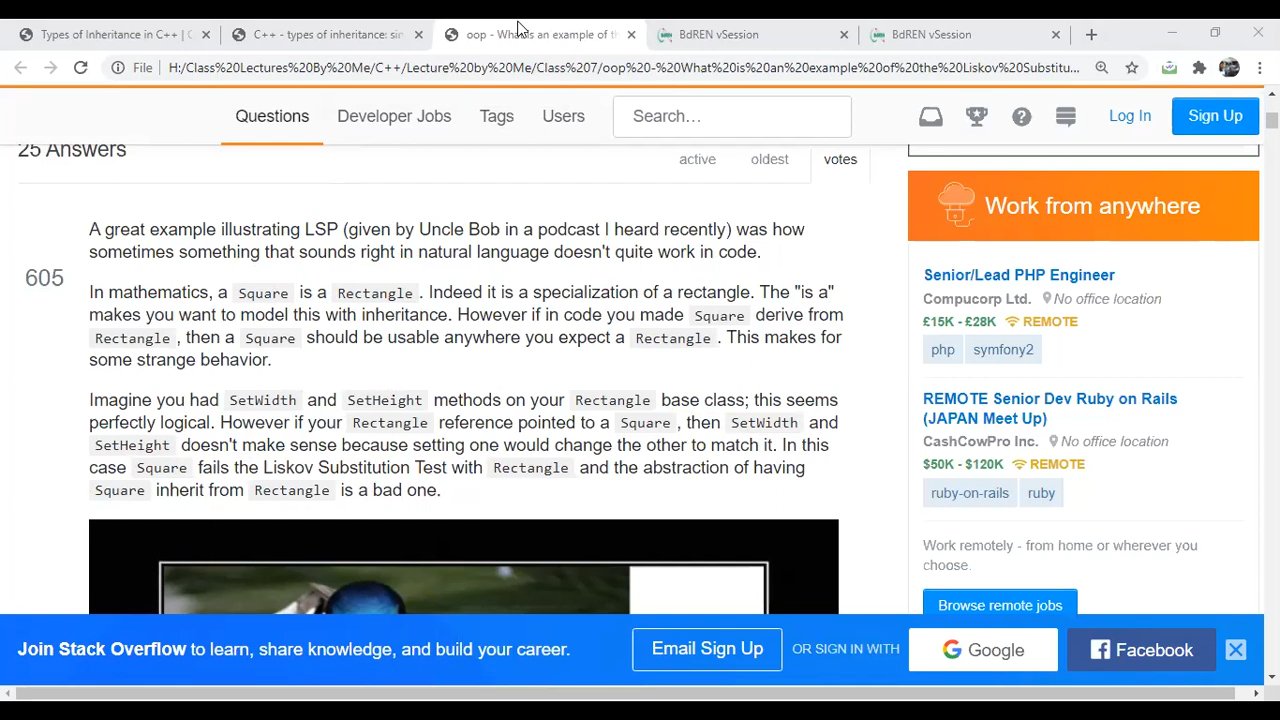 Types of Inheritance in C++ | C
C++ - types of inheritance: sin
oop - What is an example of th
BdREN vSession
BdREN vSession
File H:/Class%20Lectures%20By%20Me/C++/Lecture%20by%20Me/Class%207/oop%20-%20What%20is%20an%20example%20of%20the%20Liskov%20Substitu...
Questions Developer Jobs Tags Users Search... Log In Sign Up
25 Answers
active oldest votes
605
A great example illustrating LSP (given by Uncle Bob in a podcast I heard recently) was how
sometimes something that sounds right in natural language doesn't quite work in code.
In mathematics, a Square is a Rectangle. Indeed it is a specialization of a rectangle. The "is a"
makes you want to model this with inheritance. However if in code you made Square derive from
Rectangle, then a Square should be usable anywhere you expect a Rectangle. This makes for
some strange behavior.
Imagine you had SetWidth and SetHeight methods on your Rectangle base class; this seems
perfectly logical. However if your Rectangle reference pointed to a Square, then SetWidth and
SetHeight doesn't make sense because setting one would change the other to match it. In this
case Square fails the Liskov Substitution Test with Rectangle and the abstraction of having
Square inherit from Rectangle is a bad one.
Work from anywhere
Senior/Lead PHP Engineer
Compucorp Ltd. No office location
£15K - £28K REMOTE
php symfony2
REMOTE Senior Dev Ruby on Rails
(JAPAN Meet Up)
CashCowPro Inc. No office location
$50K - $120K REMOTE
ruby-on-rails ruby
Work remotely - from home or wherever you
choose.
Browse remote jobs
Join Stack Overflow to learn, share knowledge, and build your career.
Email Sign Up OR SIGN IN WITH Google Facebook